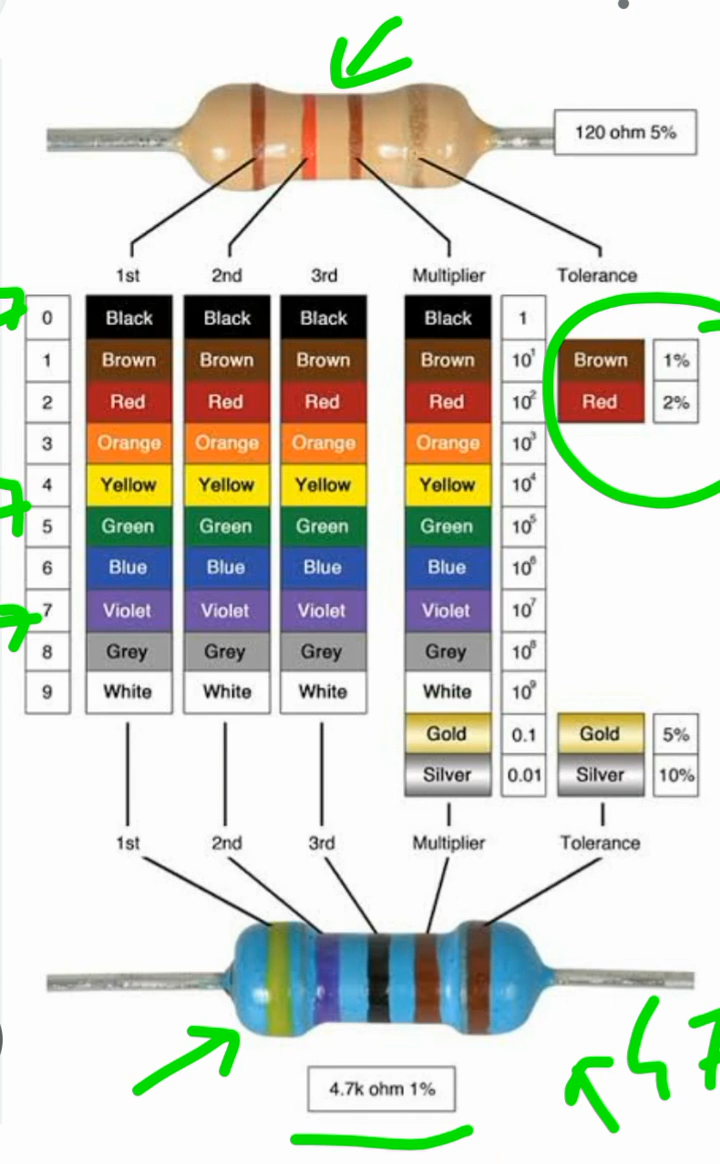 120 ohm 5%
1st 2nd 3rd Multiplier Tolerance
0 Black Black Black Black 1
1 Brown Brown Brown Brown 10¹ Brown 1%
2 Red Red Red Red 10² Red 2%
3 Orange Orange Orange Orange 10³
4 Yellow Yellow Yellow Yellow 10⁴
5 Green Green Green Green 10⁵
6 Blue Blue Blue Blue 10⁶
7 Violet Violet Violet Violet 10⁷
8 Grey Grey Grey Grey 10⁸
9 White White White White 10⁹
Gold 0.1 Gold 5%
Silver 0.01 Silver 10%
1st 2nd 3rd Multiplier Tolerance
47
4.7k ohm 1%